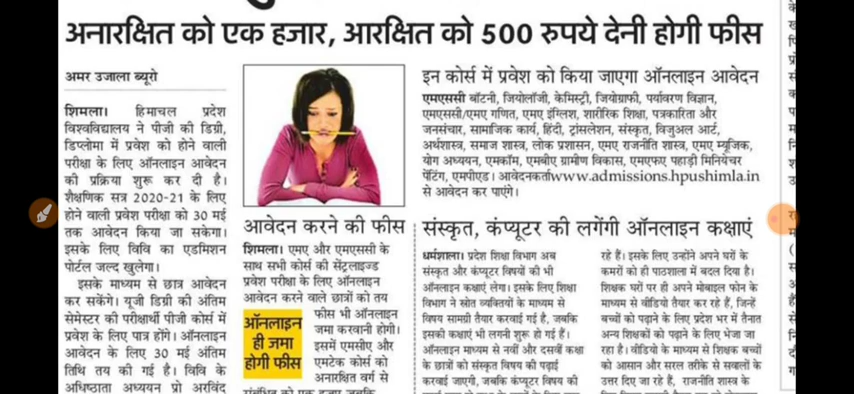 अनारक्षित को एक हजार, आरक्षित को 500 रुपये देनी होगी फीस
अमर उजाला ब्यूरो
शिमला। हिमाचल प्रदेश
विश्वविद्यालय ने पीजी की डिग्री,
डिप्लोमा में प्रवेश को होने वाली
परीक्षा के लिए ऑनलाइन आवेदन
की प्रक्रिया शुरू कर दी है।
शैक्षणिक सत्र 2020-21 के लिए
होने वाली प्रवेश परीक्षा को 30 मई
तक आवेदन किया जा सकेगा।
इसके लिए विवि का एडमिशन
पोर्टल जल्द खुलेगा।
इसके माध्यम से छात्र आवेदन
कर सकेंगे। यूजी डिग्री की अंतिम
सेमेस्टर की परीक्षार्थी पीजी कोर्स में
प्रवेश के लिए पात्र होंगे। ऑनलाइन
आवेदन के लिए 30 मई अंतिम
तिथि तय की गई है। विवि के
अधिष्ठाता अध्ययन प्रो अरविंद
आवेदन करने की फीस
शिमला। एमए और एमएससी के
साथ सभी कोर्स की सेंट्रलाइज्ड
प्रवेश परीक्षा के लिए ऑनलाइन
आवेदन करने वाले छात्रों को तय
फीस भी ऑनलाइन
जमा करवानी होगी।
इसमें एमसीए और
एमटेक कोर्स को
अनारक्षित वर्ग से
ऑनलाइन
ही जमा
होगी फीस
इन कोर्स में प्रवेश को किया जाएगा ऑनलाइन आवेदन
एमएससी बॉटनी, जियोलॉजी, केमिस्ट्री, जियोग्राफी, पर्यावरण विज्ञान,
एमएससी/एमए गणित, एमए इंग्लिश, शारीरिक शिक्षा, पत्रकारिता और
जनसंचार, सामाजिक कार्य, हिंदी, ट्रांसलेशन, संस्कृत, विजुअल आर्ट,
अर्थशास्त्र, समाज शास्त्र, लोक प्रशासन, एमए राजनीति शास्त्र, एमए म्यूजिक,
योग अध्ययन, एमकॉम, एमबीए ग्रामीण विकास, एमएफए पहाड़ी मिनियेचर
पेंटिंग, एमपीएड। आवेदनकर्ताwww.admissions.hpushimla.in
से आवेदन कर पाएंगे।
संस्कृत, कंप्यूटर की लगेंगी ऑनलाइन कक्षाएं
धर्मशाला। प्रदेश शिक्षा विभाग अब
संस्कृत और कंप्यूटर विषयों की भी
ऑनलाइन कक्षाएं लेगा। इसके लिए शिक्षा
विभाग ने स्रोत व्यक्तियों के माध्यम से
विषय सामग्री तैयार करवाई गई है, जबकि
इसकी कक्षाएं भी लगनी शुरू हो गई हैं।
ऑनलाइन माध्यम से नवीं और दसवीं कक्षा
के छात्रों को संस्कृत विषय की पढ़ाई
करवाई जाएगी, जबकि कंप्यूटर विषय की
रहे हैं। इसके लिए उन्होंने अपने घरों के
कमरों को ही पाठशाला में बदल दिया है।
शिक्षक घरों पर ही अपने मोबाइल फोन के
माध्यम से वीडियो तैयार कर रहे हैं, जिन्हें
बच्चों को पढ़ाने के लिए प्रदेश भर में तैनात
अन्य शिक्षकों को पढ़ाने के लिए भेजा जा
रहा है। वीडियो के माध्यम से शिक्षक बच्चों
को आसान और सरल तरीके से सवालों के
उत्तर दिए जा रहे हैं, राजनीति शास्त्र के